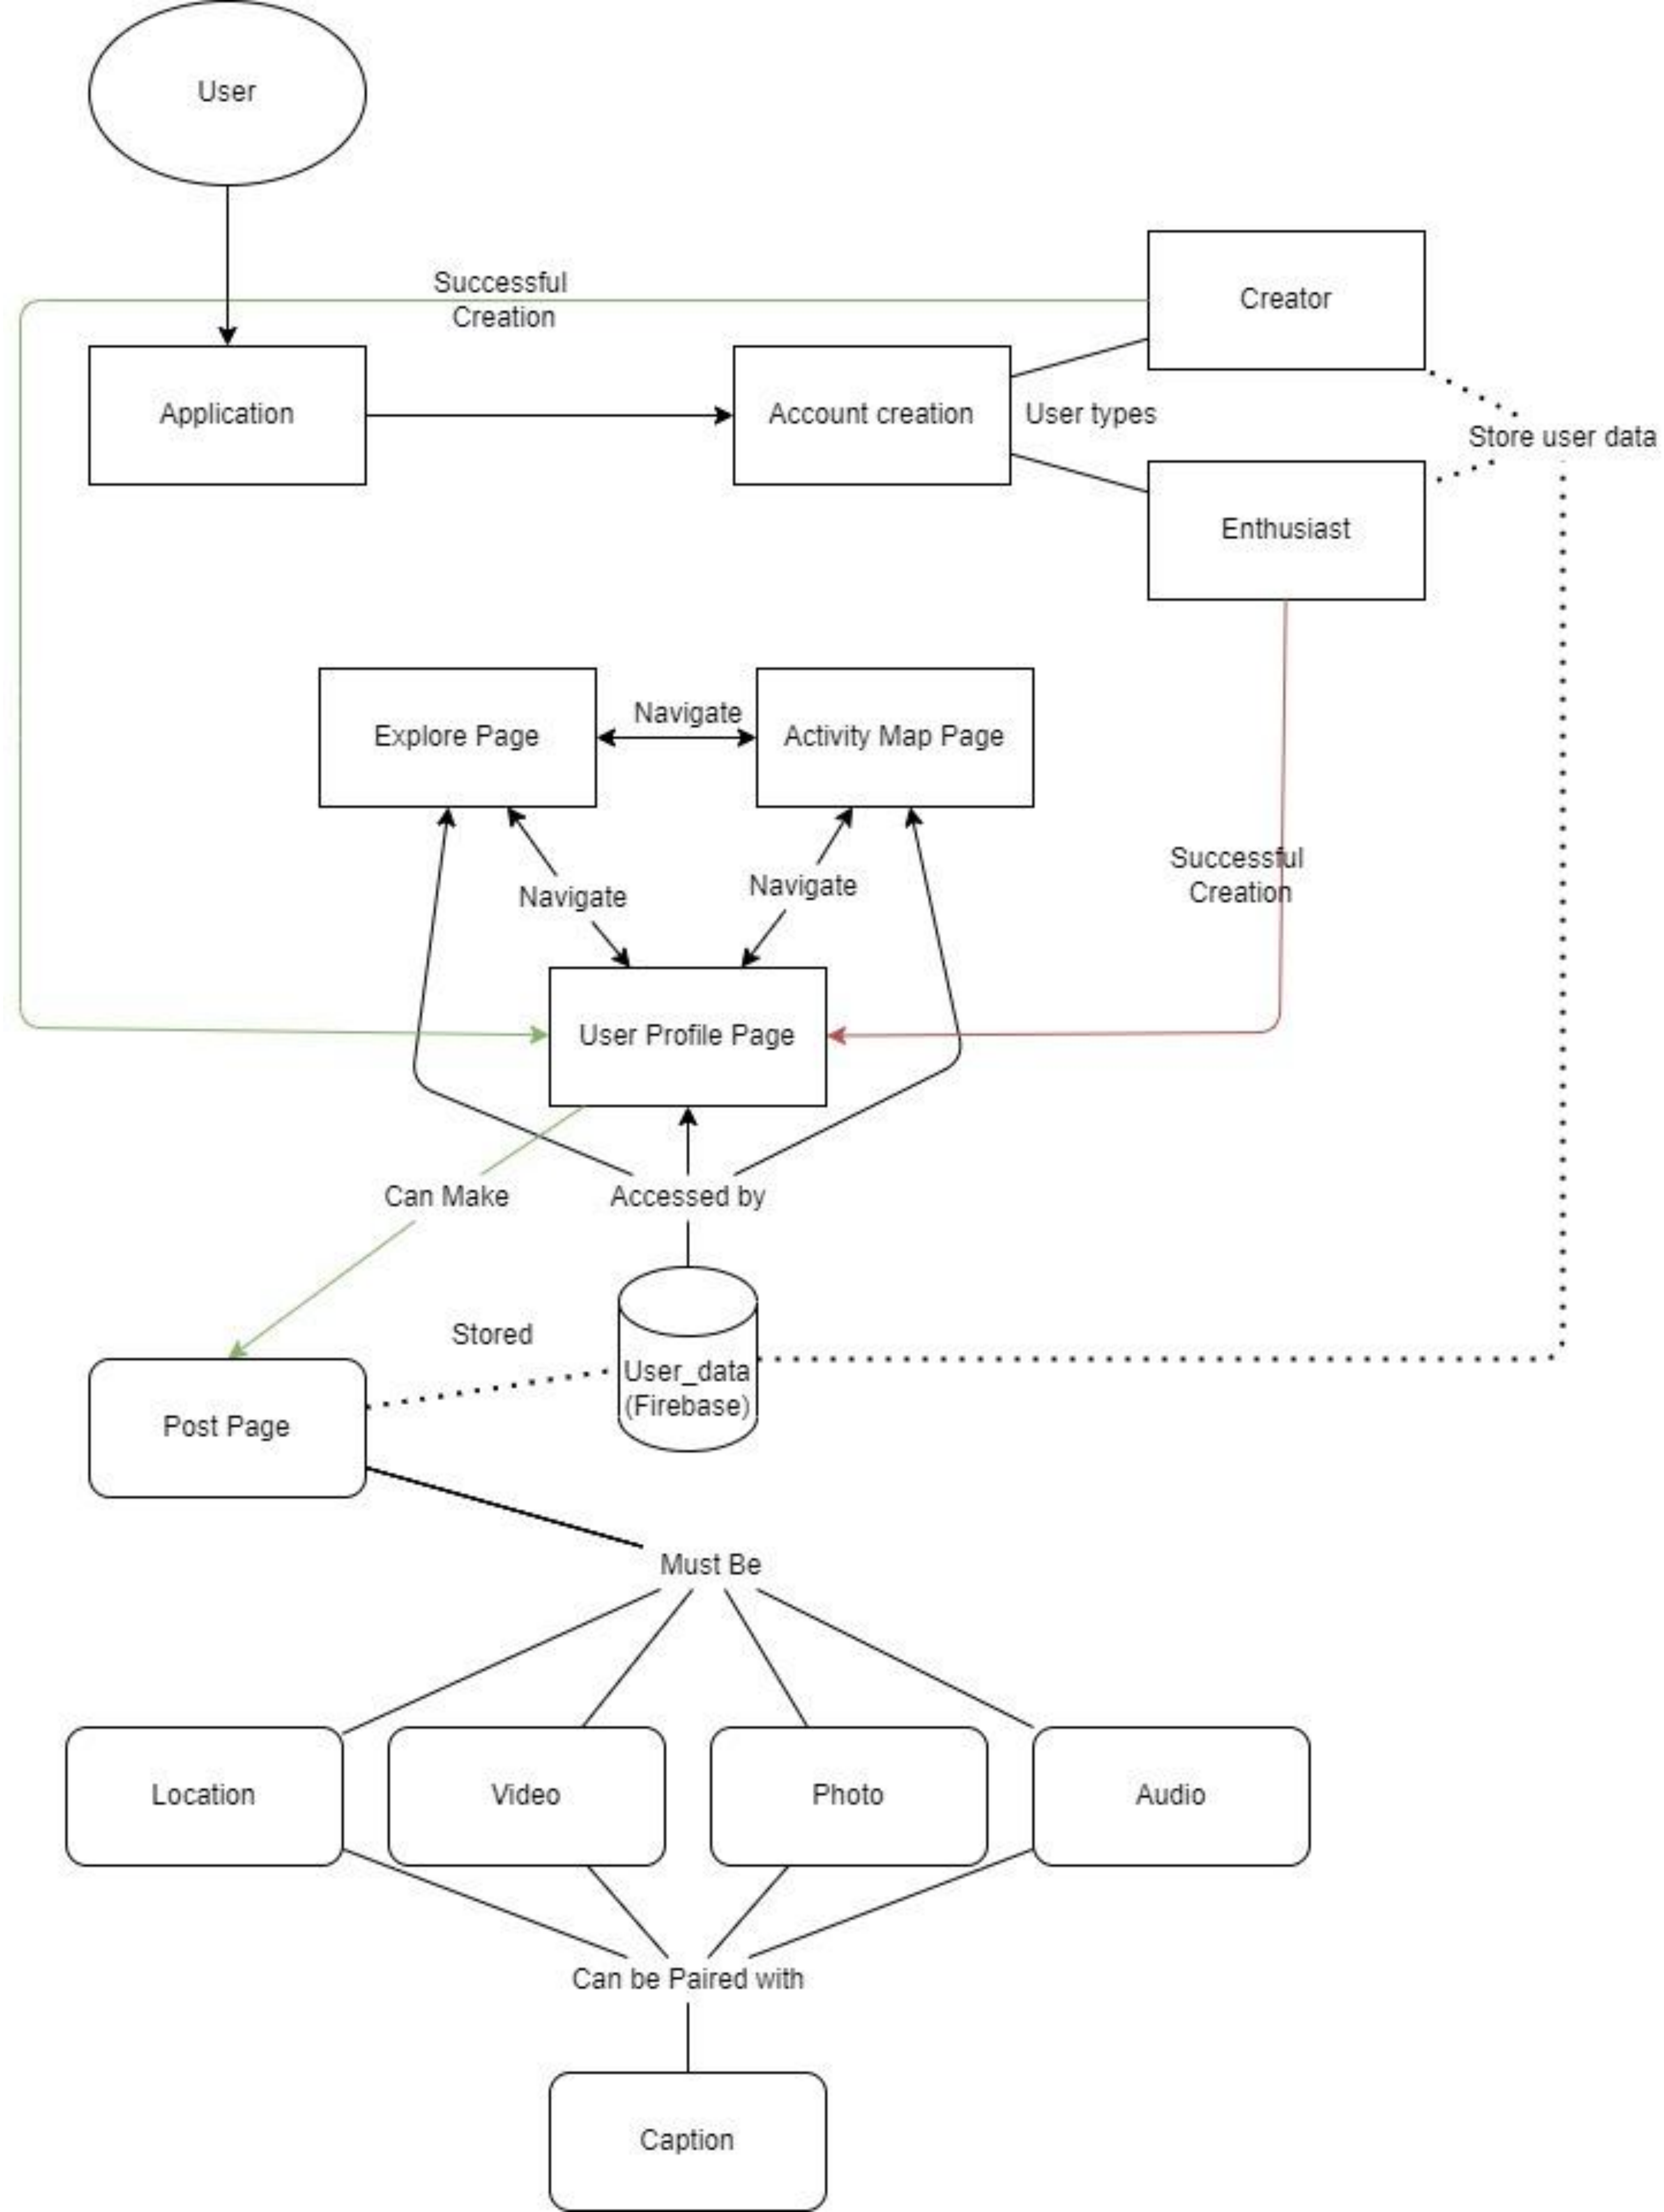 User
Successful
Creation
Creator
Application
Account creation
User types
Store user data
Enthusiast
Explore Page
Navigate
Activity Map Page
Navigate
Navigate
Successful
Creation
User Profile Page
Can Make
Accessed by
Stored
User_data
(Firebase)
Post Page
Must Be
Location
Video
Photo
Audio
Can be Paired with
Caption